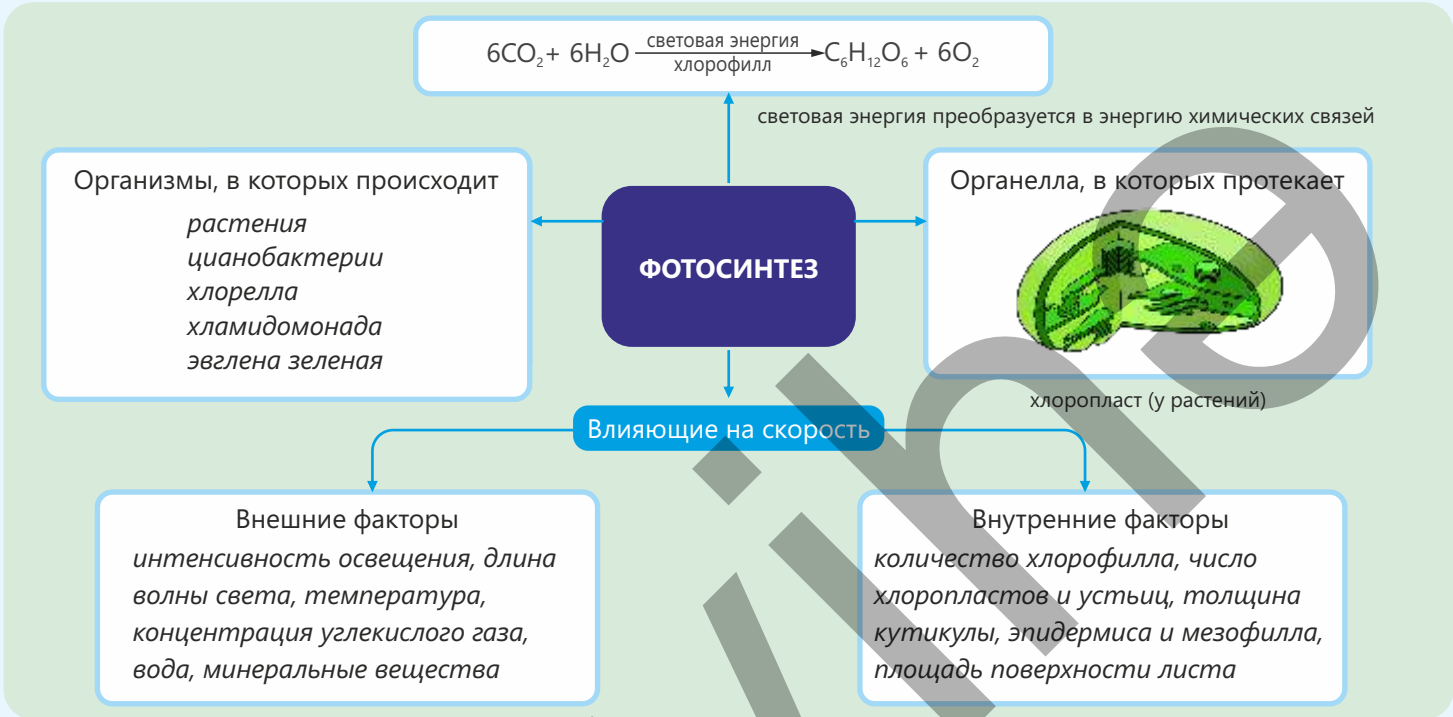 световая энергия
6CO₂+ 6H₂O → C₆H₁₂O₆ + 6O₂
хлорофилл
световая энергия преобразуется в энергию химических связей
Организмы, в которых происходит
растения
цианобактерии
хлорелла
хламидомонада
эвглена зеленая
ФОТОСИНТЕЗ
Органелла, в которых протекает
хлоропласт (у растений)
Влияющие на скорость
Внешние факторы
интенсивность освещения, длина
волны света, температура,
концентрация углекислого газа,
вода, минеральные вещества
Внутренние факторы
количество хлорофилла, число
хлоропластов и устьиц, толщина
кутикулы, эпидермиса и мезофилла,
площадь поверхности листа